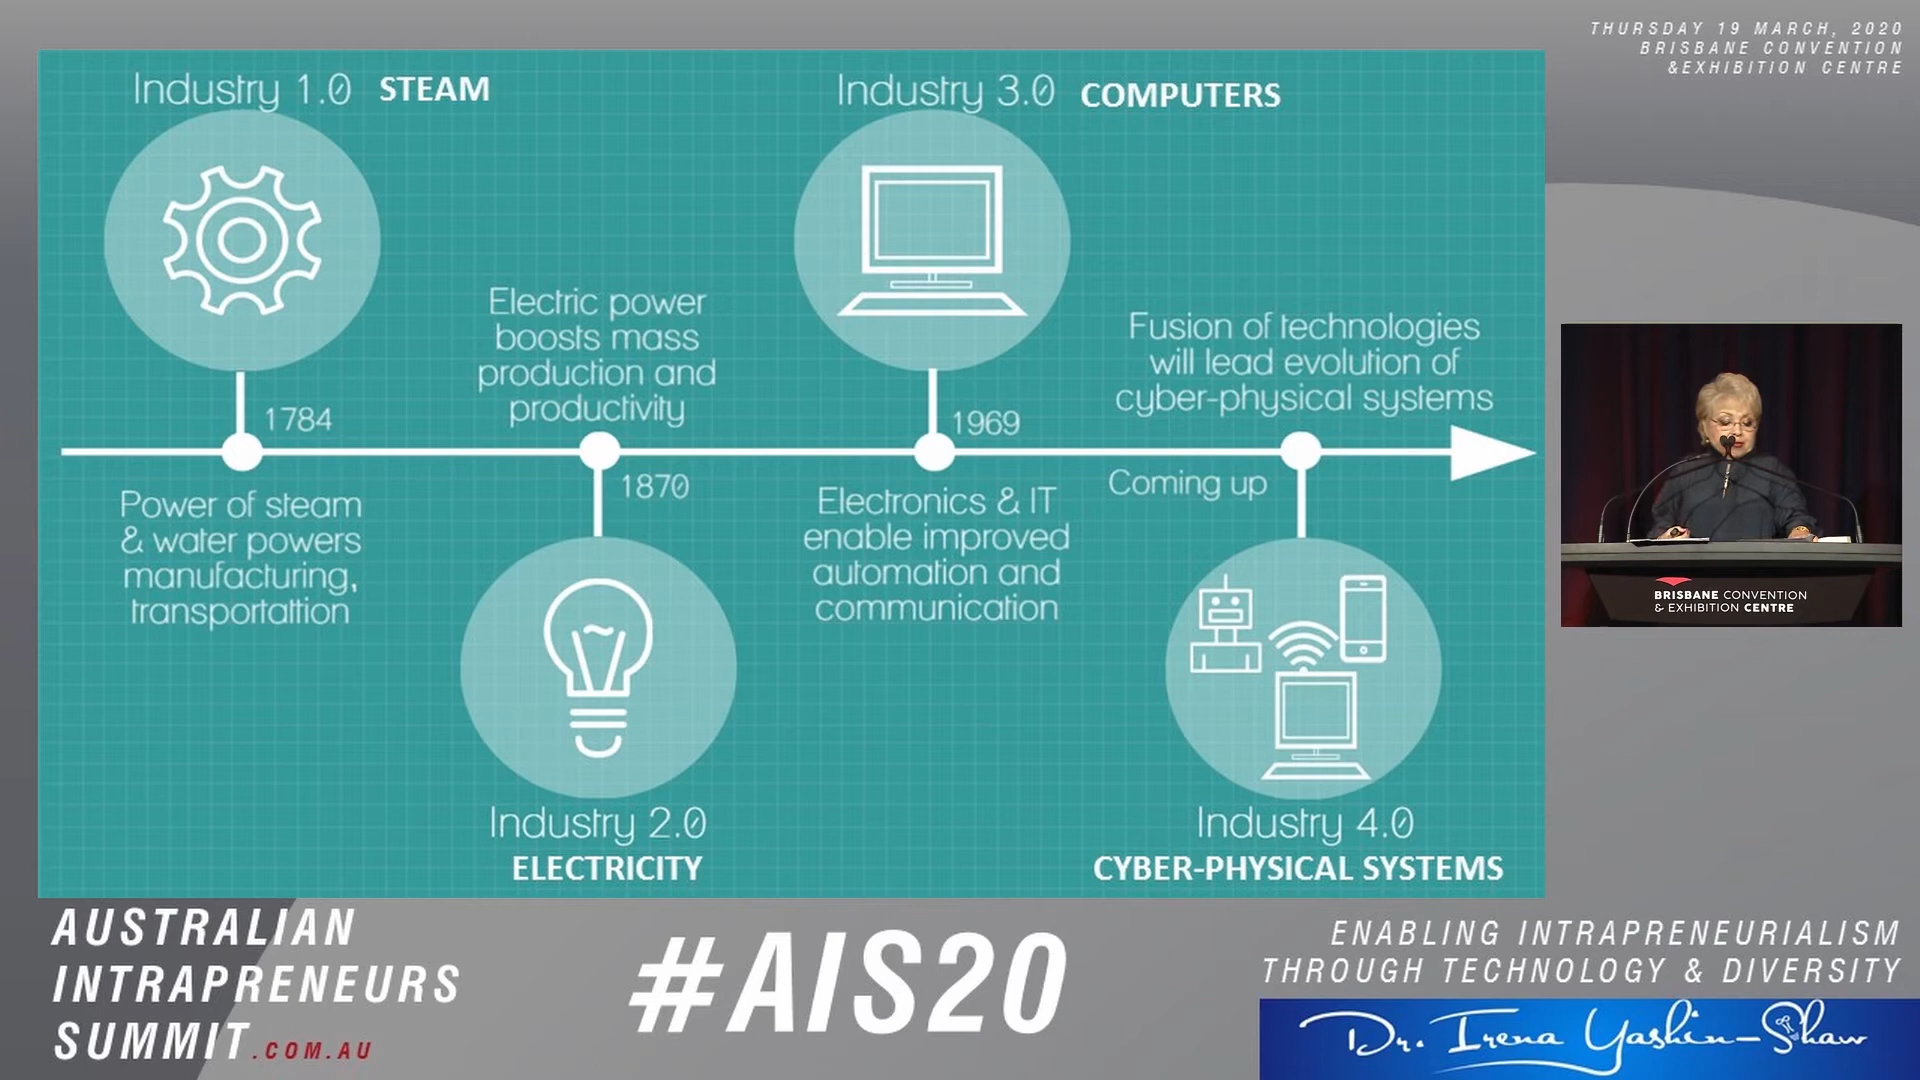 THURSDAY 19 MARCH, 2020
BRISBANE CONVENTION
&EXHIBITION CENTRE
Industry 1.0 STEAM
Industry 3.0 COMPUTERS
Electric power
boosts mass
production and
productivity
Fusion of technologies
will lead evolution of
cyber-physical systems
1784
1969
1870
Coming up
Power of steam
& water powers
manufacturing,
transportattion
Electronics & IT
enable improved
automation and
communication
Industry 2.0
ELECTRICITY
Industry 4.0
CYBER-PHYSICAL SYSTEMS
BRISBANE CONVENTION
& EXHIBITION CENTRE
AUSTRALIAN
INTRAPRENEURS
SUMMIT.COM.AU
#AIS20
ENABLING INTRAPRENEURIALISM
THROUGH TECHNOLOGY & DIVERSITY
Dr. Irena Yashin-Shaw